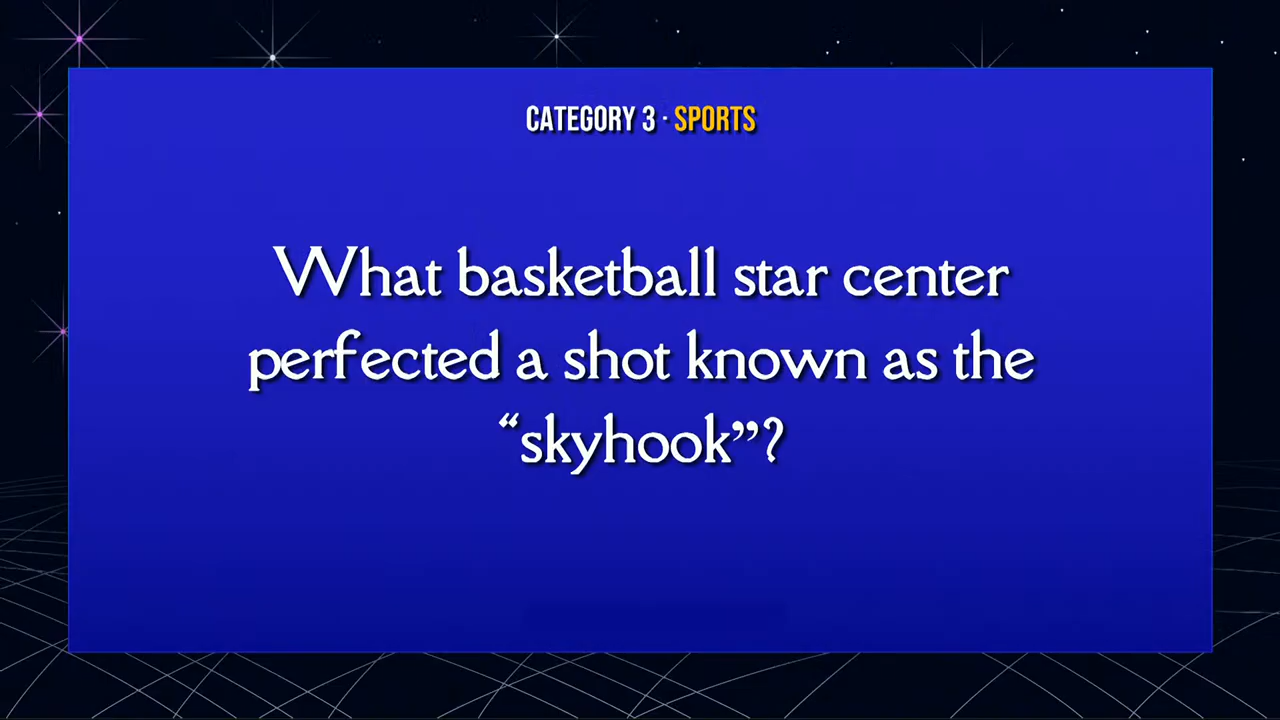 CATEGORY 3 · SPORTS
What basketball star center
perfected a shot known as the
“skyhook”?